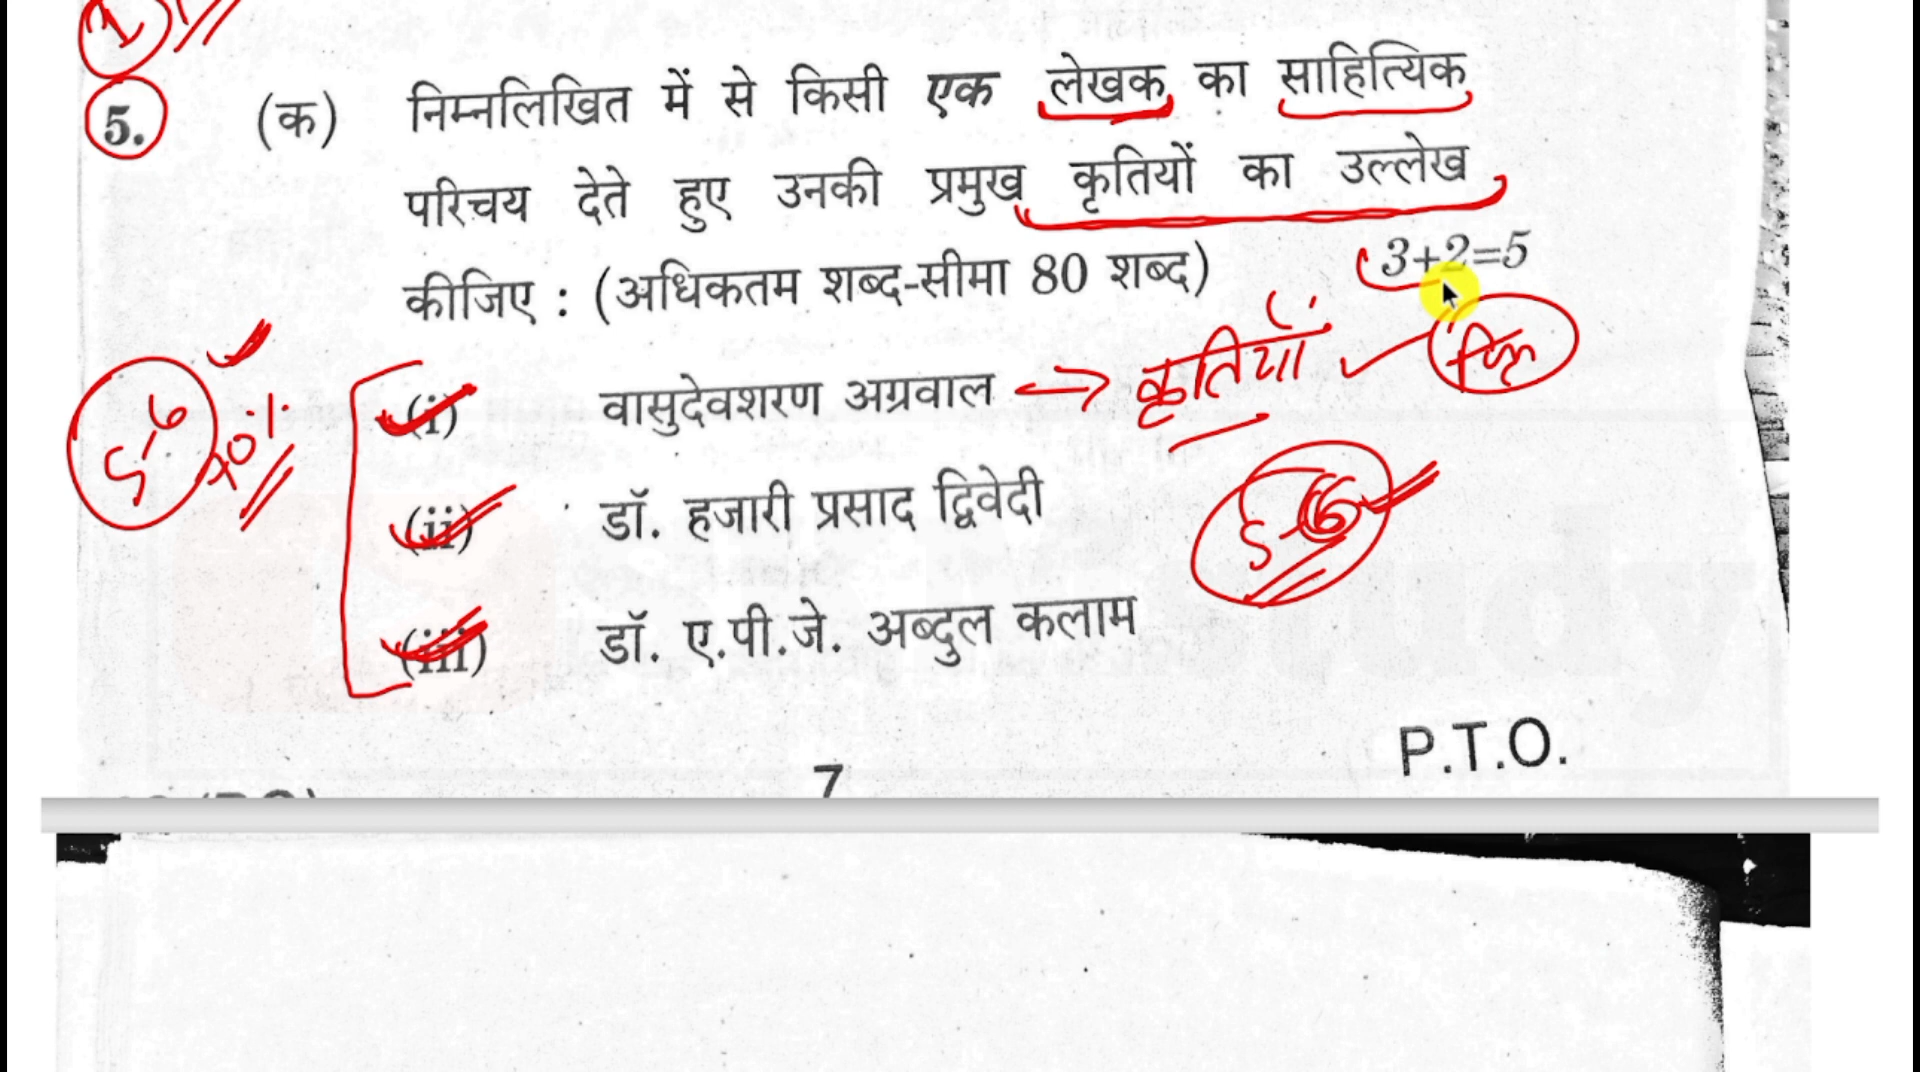 5. (क) निम्नलिखित में से किसी एक लेखक का साहित्यिक
परिचय देते हुए उनकी प्रमुख कृतियों का उल्लेख
कीजिए : (अधिकतम शब्द-सीमा 80 शब्द) 3+2=5
(i) वासुदेवशरण अग्रवाल कृतियाँ
(ii) डॉ. हजारी प्रसाद द्विवेदी
(iii) डॉ. ए.पी.जे. अब्दुल कलाम
P.T.O.
7